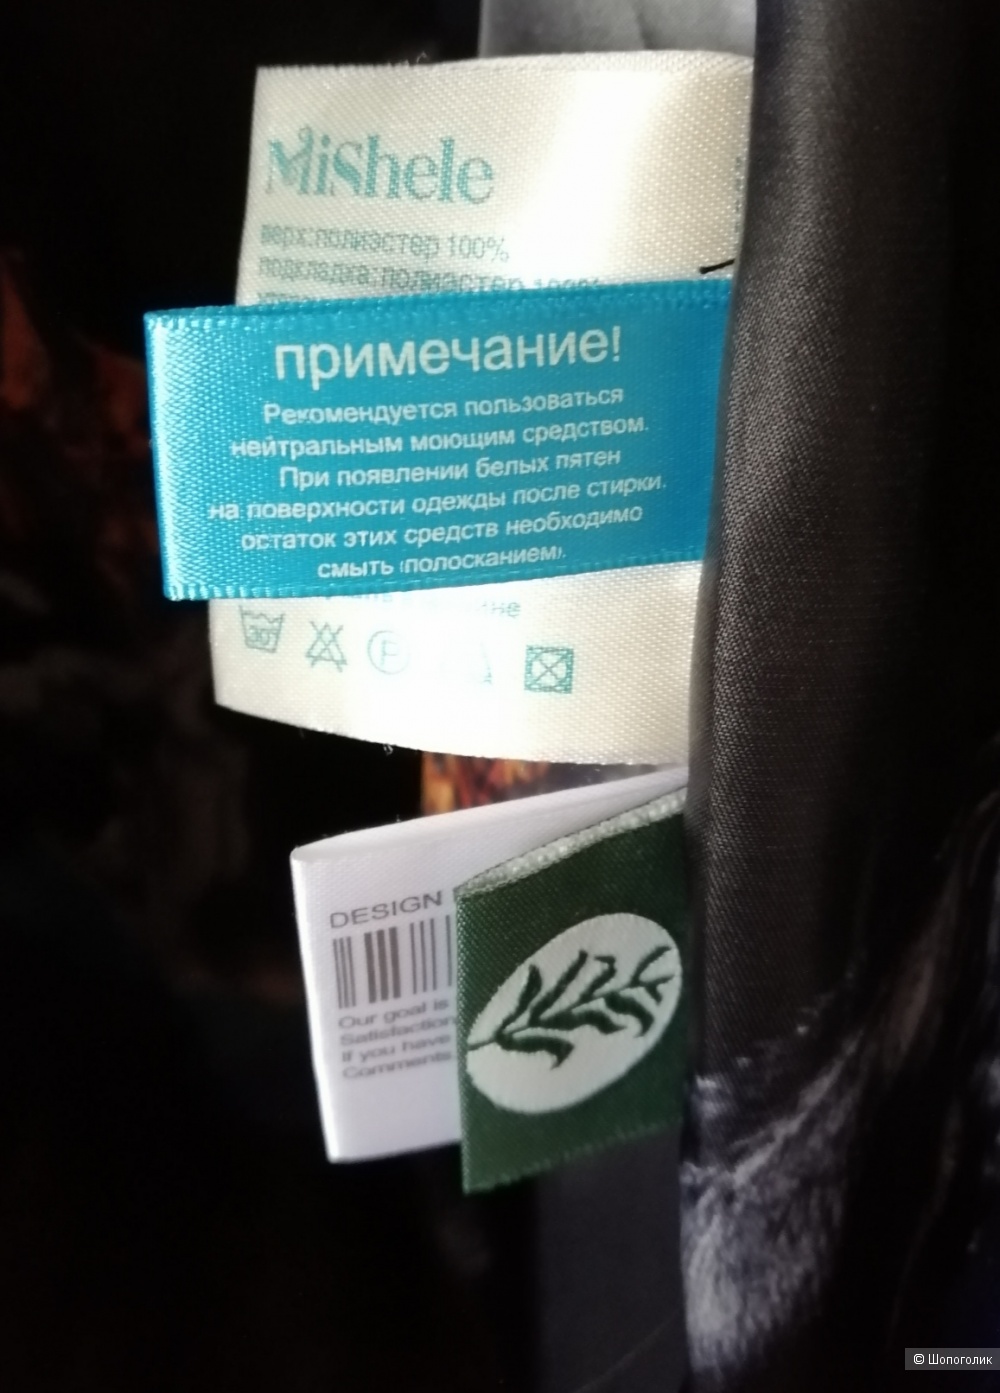 Mishele
верх:полиэстер 100%
подкладка:полиэстер 100%
примечание!
Рекомендуется пользоваться
нейтральным моющим средством.
При появлении белых пятен
на поверхности одежды после стирки.
остаток этих средств необходимо
смыть (полосканием).
30
P
DESIGN
Our goal is
Satisfaction
If you have
Comments
© Шопоголик